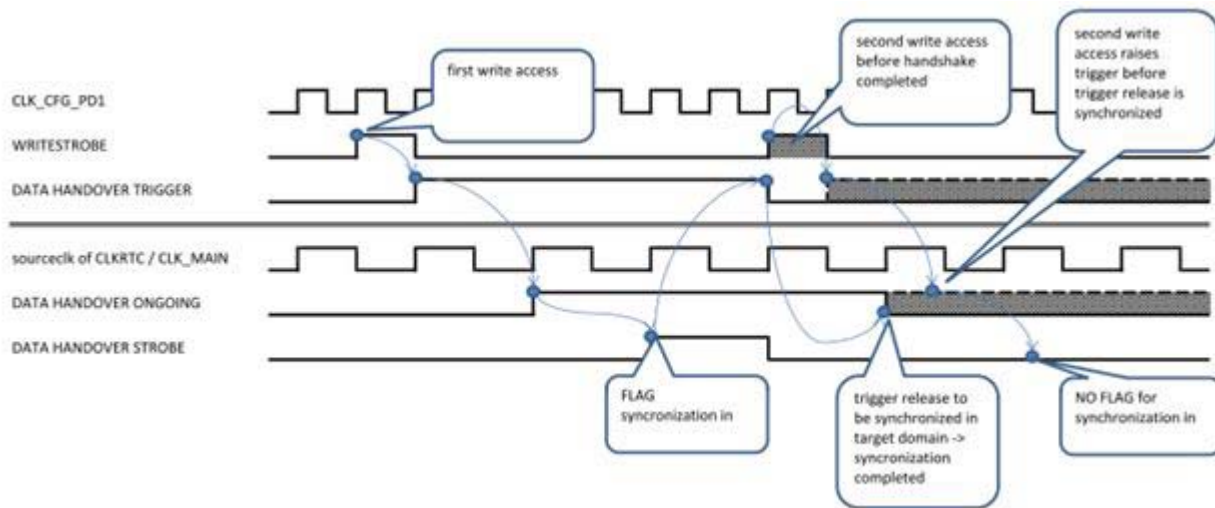 first write access
second write access
before handshake
completed
second write
access raises
trigger before
trigger release is
synchronized
CLK_CFG_PD1
WRITESTROBE
DATA HANDOVER TRIGGER
sourceclk of CLKRTC / CLK_MAIN
DATA HANDOVER ONGOING
DATA HANDOVER STROBE
FLAG
syncronization in
trigger release to
be synchronized in
target domain ->
syncronization
completed
NO FLAG for
synchronization in